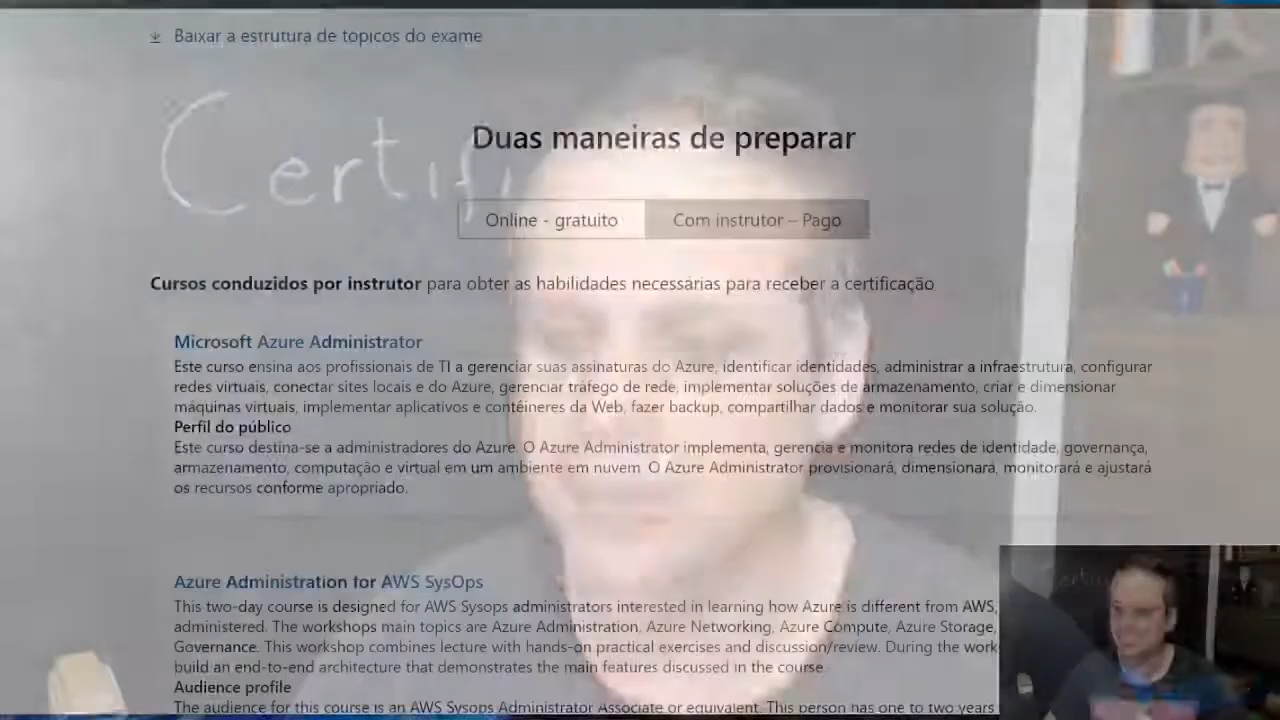 Baixar a estrutura de topicos do exame
Certif
Duas maneiras de preparar
Online - gratuito
Com instrutor – Pago
Cursos conduzidos por instrutor para obter as habilidades necessárias para receber a certificação
Microsoft Azure Administrator
Este curso ensina aos profissionais de TI a gerenciar suas assinaturas do Azure, identificar identidades, administrar a infraestrutura, configurar
redes virtuais, conectar sites locais e do Azure, gerenciar tráfego de rede, implementar soluções de armazenamento, criar e dimensionar
máquinas virtuais, implementar aplicativos e contêineres da Web, fazer backup, compartilhar dados e monitorar sua solução.
Perfil do público
Este curso destina-se a administradores do Azure. O Azure Administrator implementa, gerencia e monitora redes de identidade, governança,
armazenamento, computação e virtual em um ambiente em nuvem. O Azure Administrator provisionará, dimensionará, monitorará e ajustará
os recursos conforme apropriado.
Azure Administration for AWS SysOps
This two-day course is designed for AWS Sysops administrators interested in learning how Azure is different from AWS,
administered. The workshops main topics are Azure Administration, Azure Networking, Azure Compute, Azure Storage,
Governance. This workshop combines lecture with hands-on practical exercises and discussion/review. During the work
build an end-to-end architecture that demonstrates the main features discussed in the course.
Audience profile
The audience for this course is an AWS Sysops Administrator Associate or equivalent. This person has one to two years